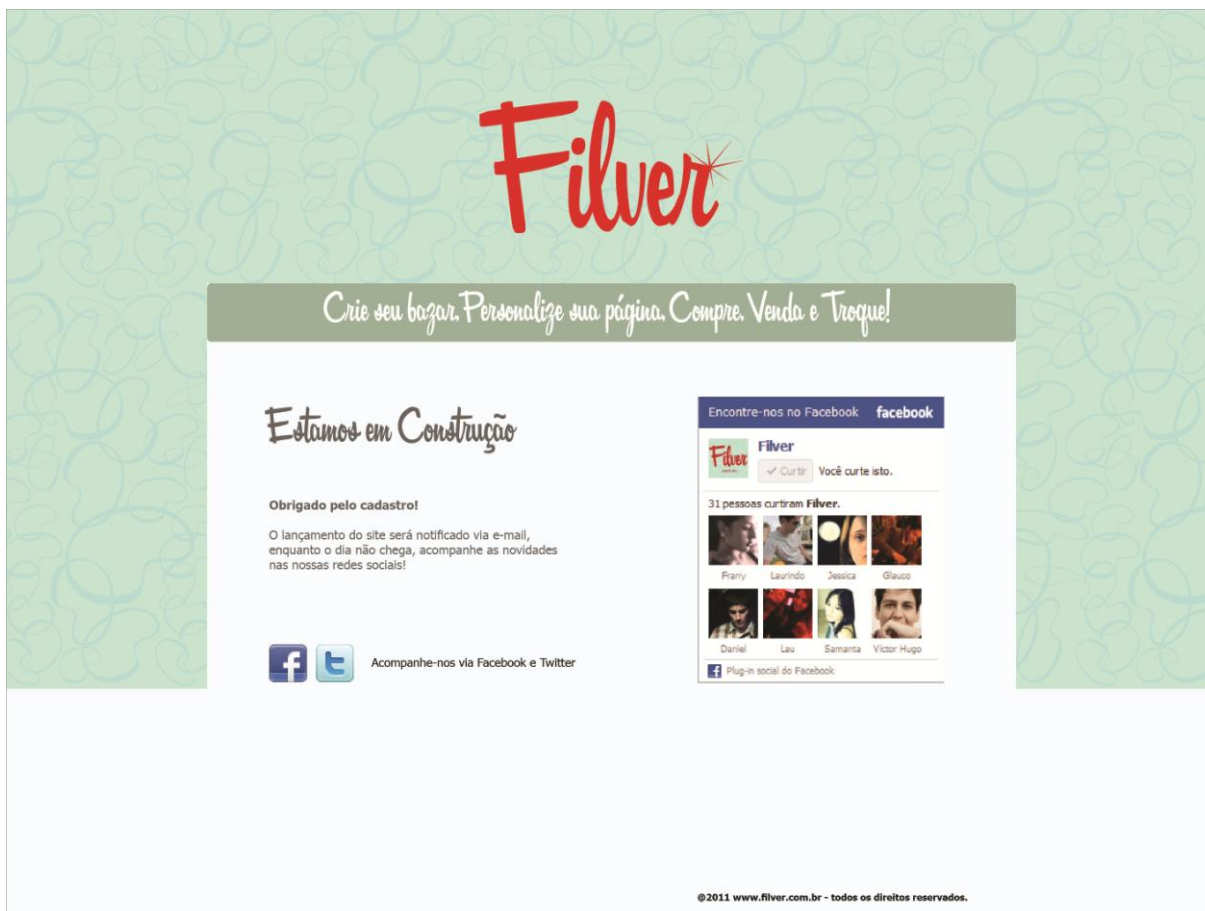 Filver
Crie seu bazar. Personalize sua página. Compre. Venda e Troque!
Estamos em Construção
Obrigado pelo cadastro!
O lançamento do site será notificado via e-mail,
enquanto o dia não chega, acompanhe as novidades
nas nossas redes sociais!
Acompanhe-nos via Facebook e Twitter
Encontre-nos no Facebook facebook
Filver
Filver
Curtir Você curte isto.
31 pessoas curtiram Filver.
Frany Laurindo Jessica Glauco
Daniel Lau Samanta Victor Hugo
Plug-in social do Facebook
@2011 www.filver.com.br - todos os direitos reservados.